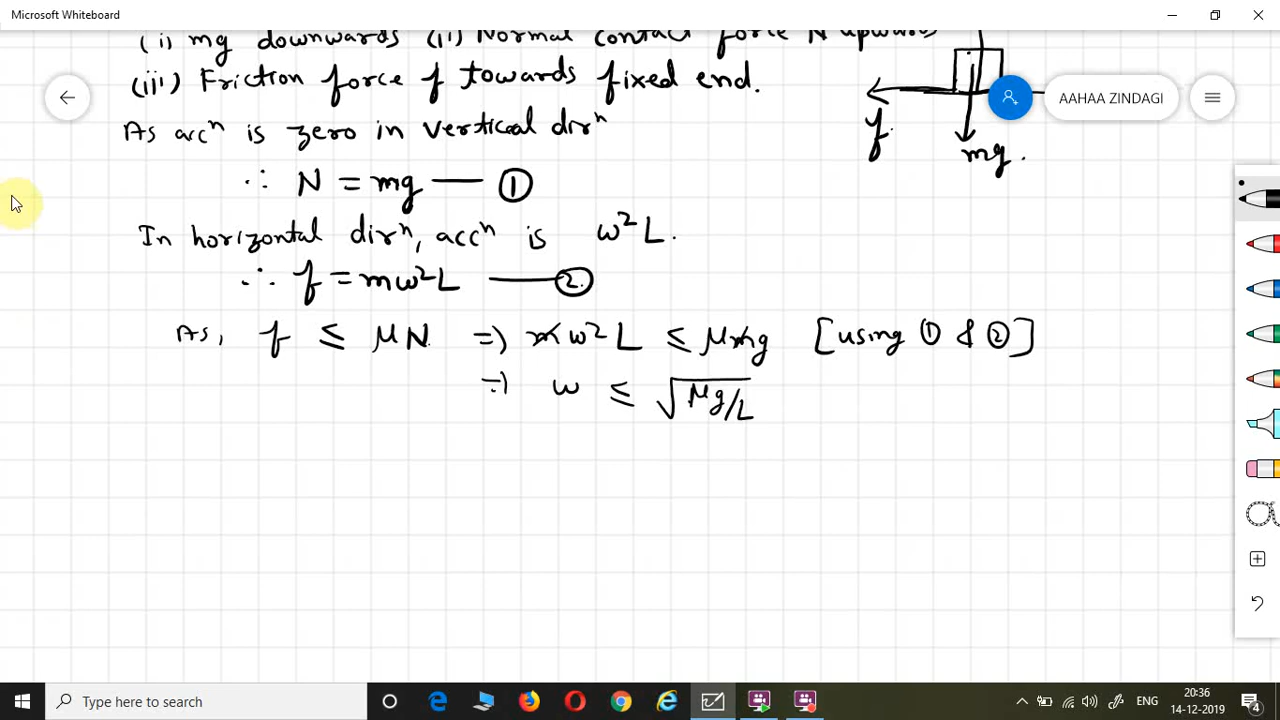 Microsoft Whiteboard
(i) mg downwards (ii) Normal contact force N upwards
(iii) Friction force f towards fixed end.
AAHAA ZINDAGI
f
mg.
As accⁿ is zero in vertical dirⁿ
∴ N = mg — ①
In horizontal dirⁿ, accⁿ is ω²L.
∴ f = mω²L — ②
As, f ≤ μN. => mω²L ≤ μmg [using ① & ②]
=> ω ≤ √μg/L
Type here to search
ENG
20:36
14-12-2019
4